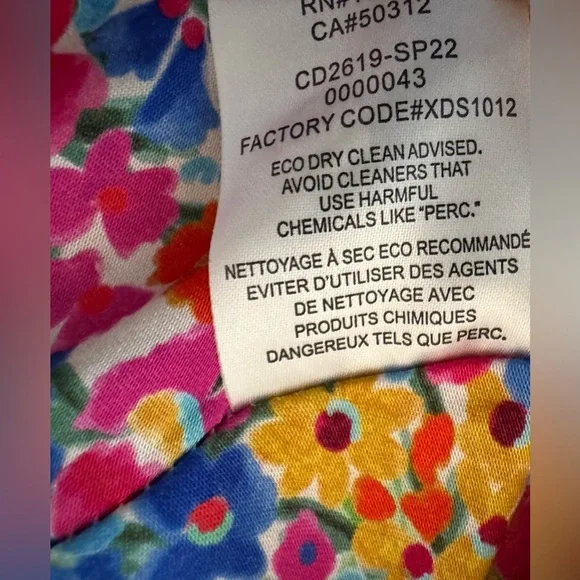 CA#50312
CD2619-SP22
0000043
FACTORY CODE#XDS1012
ECO DRY CLEAN ADVISED.
AVOID CLEANERS THAT
USE HARMFUL
CHEMICALS LIKE "PERC."
NETTOYAGE À SEC ECO RECOMMANDÉ
EVITER D'UTILISER DES AGENTS
DE NETTOYAGE AVEC
PRODUITS CHIMIQUES
DANGEREUX TELS QUE PERC.